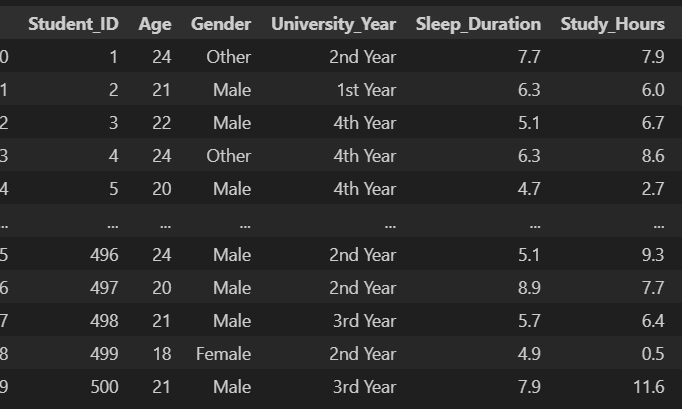 Student_ID Age Gender University_Year Sleep_Duration Study_Hours
0 1 24 Other 2nd Year 7.7 7.9
1 2 21 Male 1st Year 6.3 6.0
2 3 22 Male 4th Year 5.1 6.7
3 4 24 Other 4th Year 6.3 8.6
4 5 20 Male 4th Year 4.7 2.7
... ... ... ... ... ... ...
5 496 24 Male 2nd Year 5.1 9.3
6 497 20 Male 2nd Year 8.9 7.7
7 498 21 Male 3rd Year 5.7 6.4
8 499 18 Female 2nd Year 4.9 0.5
9 500 21 Male 3rd Year 7.9 11.6